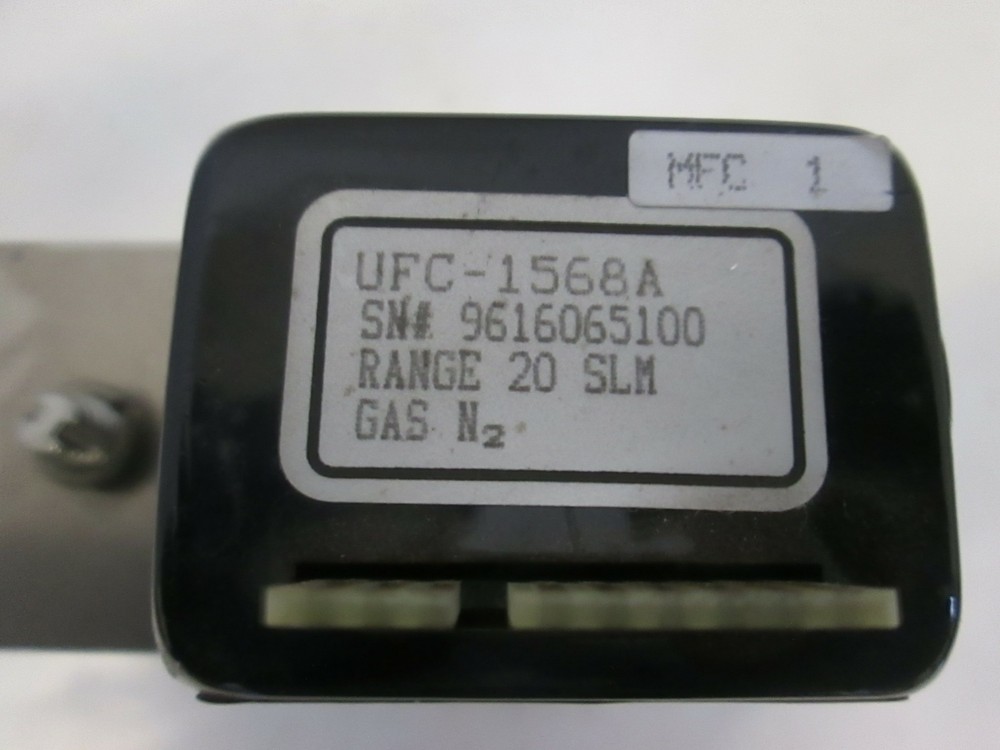 MFC 1
UFC-1568A
SN# 9616065100
RANGE 20 SLM
GAS N₂